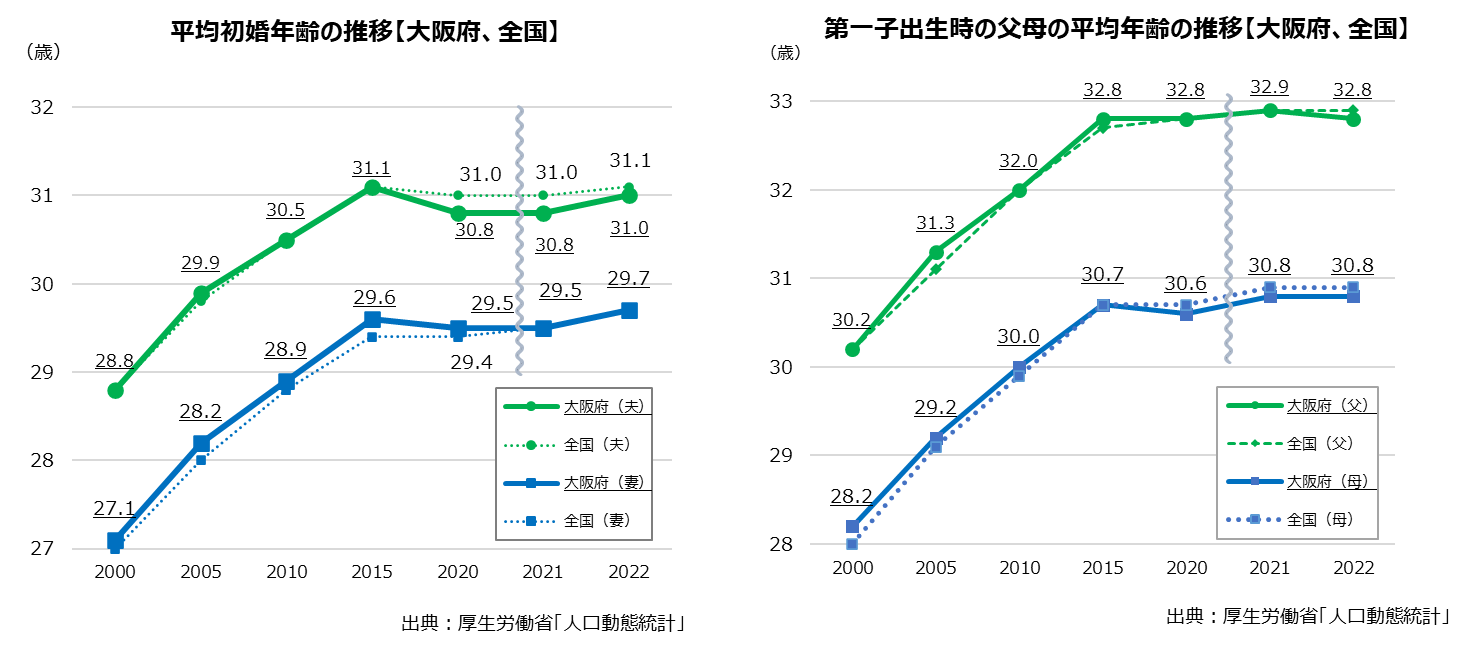 平均初婚年齢の推移【大阪府、全国】
（歳）
32
31
30
29
28
27
28.8
29.9
30.5
31.1
31.0
31.0
31.1
30.8
30.8
31.0
27.1
28.2
28.9
29.6
29.5
29.5
29.7
29.4
大阪府（夫）
全国（夫）
大阪府（妻）
全国（妻）
2000 2005 2010 2015 2020 2021 2022
出典：厚生労働省「人口動態統計」
第一子出生時の父母の平均年齢の推移【大阪府、全国】
（歳）
33
32
31
30
29
28
30.2
31.3
32.0
32.8
32.8
32.9
32.8
28.2
29.2
30.0
30.7
30.6
30.8
30.8
大阪府（父）
全国（父）
大阪府（母）
全国（母）
2000 2005 2010 2015 2020 2021 2022
出典：厚生労働省「人口動態統計」